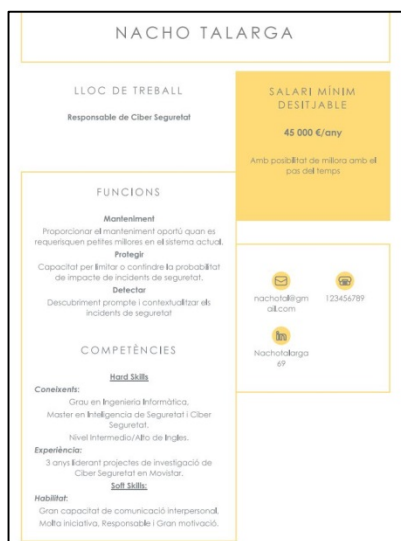 NACHO TALARGA
LLOC DE TREBALL
Responsable de Ciber Seguretat
SALARI MÍNIM
DESITJABLE
45 000 €/any
Amb posibilitat de millora amb el
pas del temps
FUNCIONS
Manteniment
Proporcionar el manteniment oportú quan es
requerisquen petites millores en el sistema actual.
Protegir
Capacitat per limitar o contindre la probabilitat
de impacte de incidents de seguretat.
Detectar
Descubriment prompte i contextualitzar els
incidents de seguretat
nachotall@gm
ail.com
123456789
Nachotalarga
69
COMPETÈNCIES
Hard Skills
Coneixents:
Grau en Ingenieria Informàtica.
Master en Inteligencia de Seguretat i Ciber
Seguretat.
Nivel Intermedio/Alto de Ingles.
Experiència:
3 anys liderant projectes de investigació de
Ciber Seguretat en Movistar.
Soft Skills:
Habilitat:
Gran capacitat de comunicació interpersonal,
Molta iniciativa, Responsable i Gran motivació.